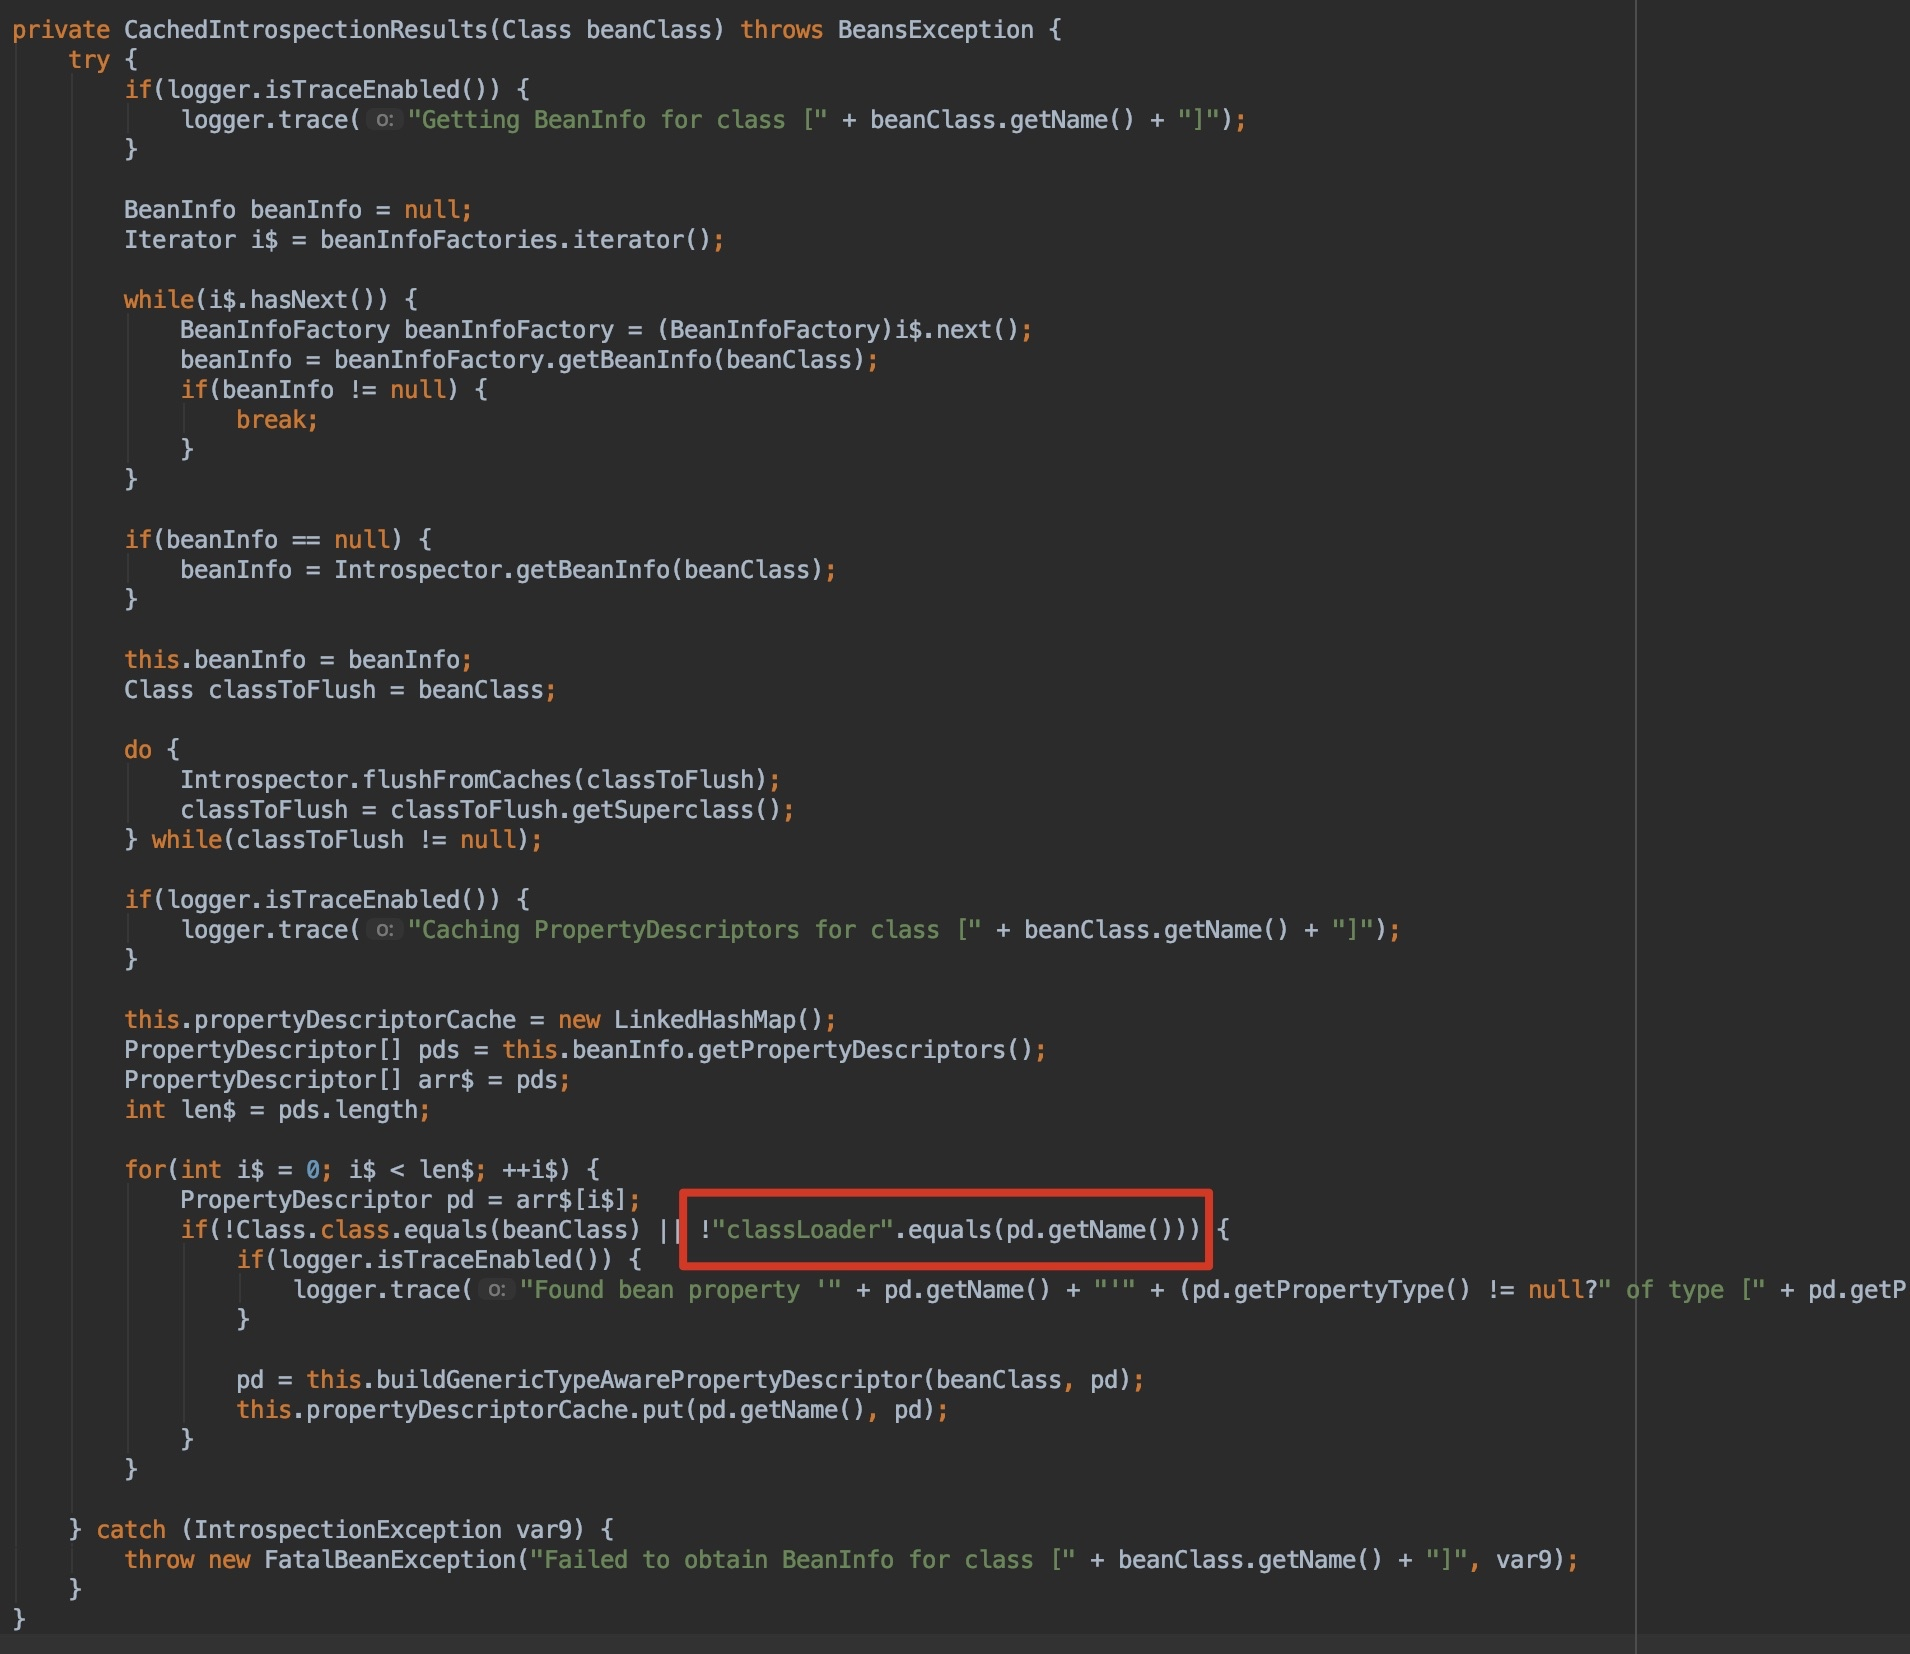 private CachedIntrospectionResults(Class beanClass) throws BeansException {
try {
if(logger.isTraceEnabled()) {
logger.trace( o: "Getting BeanInfo for class [" + beanClass.getName() + "]");
}
BeanInfo beanInfo = null;
Iterator i$ = beanInfoFactories.iterator();
while(i$.hasNext()) {
BeanInfoFactory beanInfoFactory = (BeanInfoFactory)i$.next();
beanInfo = beanInfoFactory.getBeanInfo(beanClass);
if(beanInfo != null) {
break;
}
}
if(beanInfo == null) {
beanInfo = Introspector.getBeanInfo(beanClass);
}
this.beanInfo = beanInfo;
Class classToFlush = beanClass;
do {
Introspector.flushFromCaches(classToFlush);
classToFlush = classToFlush.getSuperclass();
} while(classToFlush != null);
if(logger.isTraceEnabled()) {
logger.trace( o: "Caching PropertyDescriptors for class [" + beanClass.getName() + "]");
}
this.propertyDescriptorCache = new LinkedHashMap();
PropertyDescriptor[] pds = this.beanInfo.getPropertyDescriptors();
PropertyDescriptor[] arr$ = pds;
int len$ = pds.length;
for(int i$ = 0; i$ < len$; ++i$) {
PropertyDescriptor pd = arr$[i$];
if(!Class.class.equals(beanClass) || !"classLoader".equals(pd.getName())) {
if(logger.isTraceEnabled()) {
logger.trace( o: "Found bean property '" + pd.getName() + "'" + (pd.getPropertyType() != null?" of type [" + pd.getP
}
pd = this.buildGenericTypeAwarePropertyDescriptor(beanClass, pd);
this.propertyDescriptorCache.put(pd.getName(), pd);
}
}
} catch (IntrospectionException var9) {
throw new FatalBeanException("Failed to obtain BeanInfo for class [" + beanClass.getName() + "]", var9);
}
}